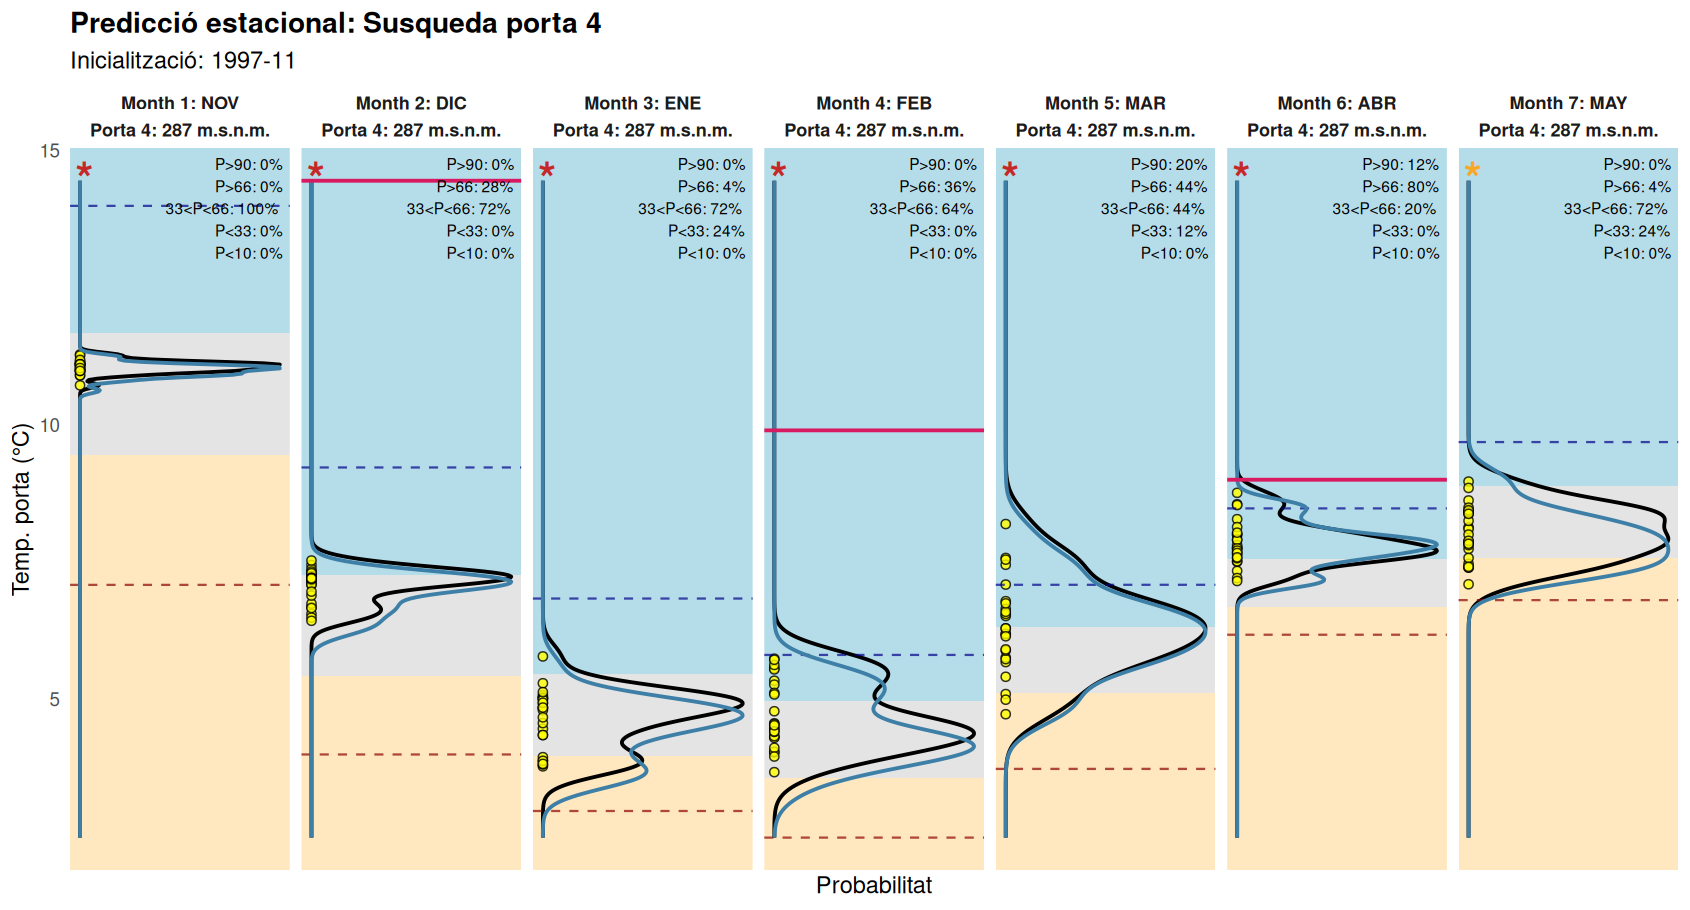 Predicció estacional: Susqueda porta 4
Inicialització: 1997-11
Month 1: NOV
Porta 4: 287 m.s.n.m.
Month 2: DIC
Porta 4: 287 m.s.n.m.
Month 3: ENE
Porta 4: 287 m.s.n.m.
Month 4: FEB
Porta 4: 287 m.s.n.m.
Month 5: MAR
Porta 4: 287 m.s.n.m.
Month 6: ABR
Porta 4: 287 m.s.n.m.
Month 7: MAY
Porta 4: 287 m.s.n.m.
15
10
5
Temp. porta (°C)
*
P>90: 0%
P>66: 0%
33<P<66: 100%
P<33: 0%
P<10: 0%
*
P>90: 0%
P>66: 28%
33<P<66: 72%
P<33: 0%
P<10: 0%
*
P>90: 0%
P>66: 4%
33<P<66: 72%
P<33: 24%
P<10: 0%
*
P>90: 0%
P>66: 36%
33<P<66: 64%
P<33: 0%
P<10: 0%
*
P>90: 20%
P>66: 44%
33<P<66: 44%
P<33: 12%
P<10: 0%
*
P>90: 12%
P>66: 80%
33<P<66: 20%
P<33: 0%
P<10: 0%
*
P>90: 0%
P>66: 4%
33<P<66: 72%
P<33: 24%
P<10: 0%
Probabilitat